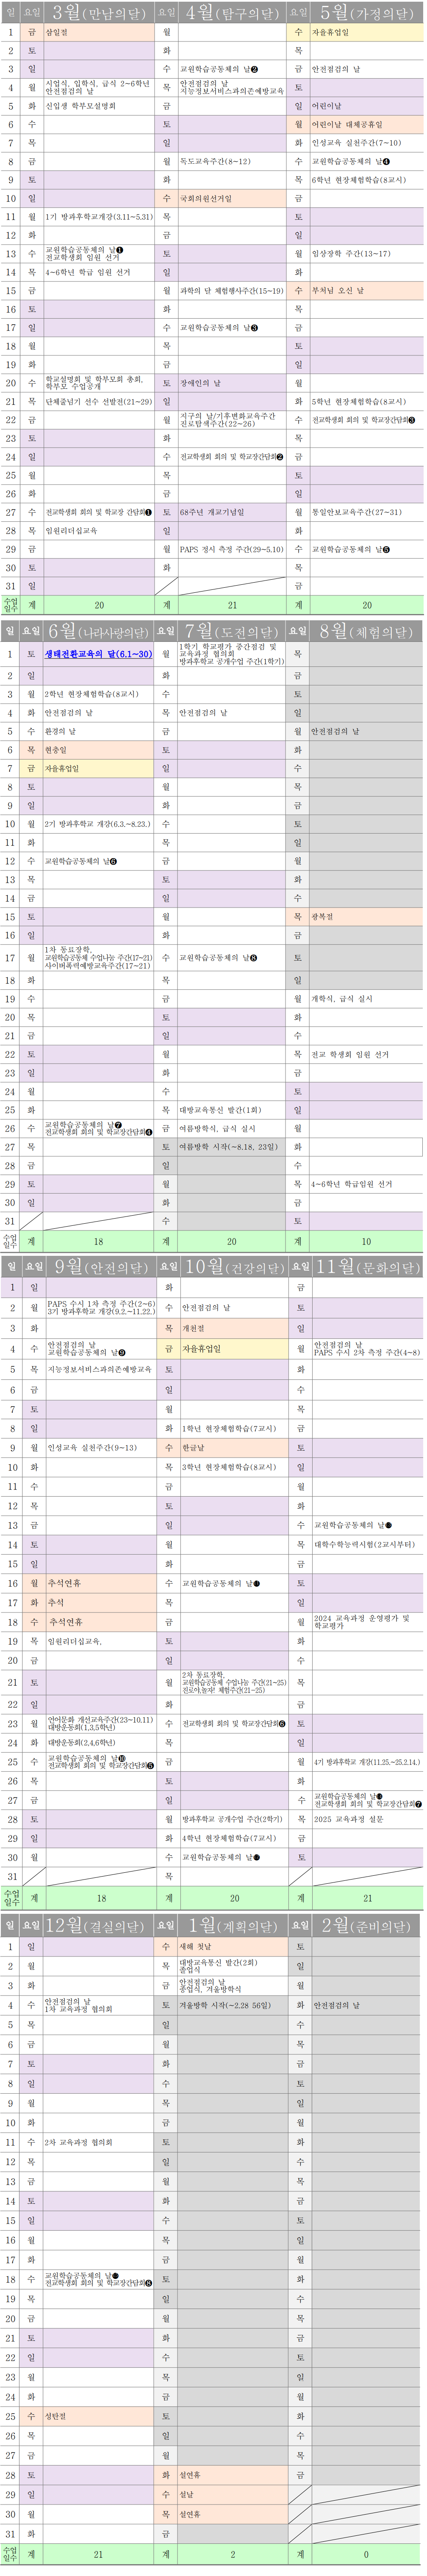 일 요일 3월(만남의달) 요일 4월(탐구의달) 요일 5월(가정의달)
1 금 삼일절 월 수 자율휴업일
2 토 화 목
3 일 수 교원학습공동체의 날❷ 금 안전점검의 날
4 월 시업식, 입학식, 급식 2~6학년 목 안전점검의 날 토
안전점검의 날 지능정보서비스과의존예방교육
5 화 신입생 학부모설명회 금 일 어린이날
6 수 토 월 어린이날 대체공휴일
7 목 일 화 인성교육 실천주간(7~10)
8 금 월 독도교육주간(8~12) 수 교원학습공동체의 날❹
9 토 화 목 6학년 현장체험학습(8교시)
10 일 수 국회의원선거일 금
11 월 1기 방과후학교개강(3.11~5.31) 목 토
12 화 금 일
13 수 교원학습공동체의 날❶ 토 월 임상장학 주간(13~17)
전교학생회 임원 선거
14 목 4~6학년 학급 임원 선거 일 화
15 금 월 과학의 달 체험행사주간(15~19) 수 부처님 오신 날
16 토 화 목
17 일 수 교원학습공동체의 날❸ 금
18 월 목 토
19 화 금 일
20 수 학교설명회 및 학부모회 총회, 토 장애인의 날 월
학부모 수업공개
21 목 단체줄넘기 선수 선발전(21~29) 일 화 5학년 현장체험학습(8교시)
22 금 월 지구의 날/기후변화교육주간 수 전교학생회 회의 및 학교장간담회❸
진로탐색주간(22~26)
23 토 화 목
24 일 수 전교학생회 회의 및 학교장간담회❷ 금
25 월 목 토
26 화 금 일
27 수 전교학생회 회의 및 학교장 간담회❶ 토 68주년 개교기념일 월 통일안보교육주간(27~31)
28 목 임원리더십교육 일 화
29 금 월 PAPS 정시 측정 주간(29~5.10) 수 교원학습공동체의 날❺
30 토 화 목
31 일 금
수업일수 계 20 계 21 계 20
일 요일 6월(나라사랑의달) 요일 7월(도전의달) 요일 8월(체험의달)
1 토 생태전환교육의 달(6.1~30) 월 1학기 학교평가 중간점검 및 목
교육과정 협의회
방과후학교 공개수업 주간(1학기)
2 일 화 금
3 월 2학년 현장체험학습(8교시) 수 토
4 화 안전점검의 날 목 안전점검의 날 일
5 수 환경의 날 금 월 안전점검의 날
6 목 현충일 토 화
7 금 자율휴업일 일 수
8 토 월 목
9 일 화 금
10 월 2기 방과후학교 개강(6.3.~8.23.) 수 토
11 화 목 일
12 수 교원학습공동체의 날❻ 금 월
13 목 토 화
14 금 일 수
15 토 월 목 광복절
16 일 화 금
17 월 1차 동료장학, 수 교원학습공동체의 날❽ 토
교원학습공동체 수업나눔 주간(17~21)
사이버폭력예방교육주간(17~21)
18 화 목 일
19 수 금 월 개학식, 급식 실시
20 목 토 화
21 금 일 수
22 토 월 목 전교 학생회 임원 선거
23 일 화 금
24 월 수 토
25 화 목 대방교육통신 발간(1회) 일
26 수 교원학습공동체의 날❼ 금 여름방학식, 급식 실시 월
전교학생회 회의 및 학교장간담회❹
27 목 토 여름방학 시작(~8.18, 23일) 화
28 금 일 수
29 토 월 목 4~6학년 학급임원 선거
30 일 화 금
31 수 토
수업일수 계 18 계 20 계 10
일 요일 9월(안전의달) 요일 10월(건강의달) 요일 11월(문화의달)
1 일 화 금
2 월 PAPS 수시 1차 측정 주간(2~6) 수 안전점검의 날 토
3기 방과후학교 개강(9.2.~11.22.)
3 화 목 개천절 일
4 수 안전점검의 날 금 자율휴업일 월 안전점검의 날
교원학습공동체의 날❾ PAPS 수시 2차 측정 주간(4~8)
5 목 지능정보서비스과의존예방교육 토 화
6 금 일 수
7 토 월 목
8 일 화 1학년 현장체험학습(7교시) 금
9 월 인성교육 실천주간(9~13) 수 한글날 토
10 화 목 3학년 현장체험학습(8교시) 일
11 수 금 월
12 목 토 화
13 금 일 수 교원학습공동체의 날
14 토 월 목 대학수학능력시험(2교시부터)
15 일 화 금
16 월 추석연휴 수 교원학습공동체의 날 토
17 화 추석 목 일
18 수 추석연휴 금 월 2024 교육과정 운영평가 및
학교평가
19 목 임원리더십교육, 토 화
20 금 일 수
21 토 월 2차 동료장학, 목
교원학습공동체 수업나눔 주간(21~25)
진로야,놀자! 체험주간(21~25)
22 일 화 금
23 월 언어문화 개선교육주간(23~10.11) 수 전교학생회 회의 및 학교장간담회❻ 토
대방운동회(1,3,5학년)
24 화 대방운동회(2,4,6학년) 목 일
25 수 교원학습공동체의 날❿ 금 월 4기 방과후학교 개강(11.25.~25.2.14.)
전교학생회 회의 및 학교장간담회❺
26 목 토 화
27 금 일 수 교원학습공동체의 날
전교학생회 회의 및 학교장간담회❼
28 토 월 방과후학교 공개수업 주간(2학기) 목 2025 교육과정 설문
29 일 화 4학년 현장체험학습(7교시) 금
30 월 수 교원학습공동체의 날 토
31 목
수업일수 계 18 계 20 계 21
일 요일 12월(결실의달) 요일 1월(계획의달) 요일 2월(준비의달)
1 일 수 새해 첫날 토
2 월 목 대방교육통신 발간(2회) 일
졸업식
3 화 금 안전점검의 날 월
종업식, 겨울방학식
4 수 안전점검의 날 토 겨울방학 시작(~2.28 56일) 화 안전점검의 날
1차 교육과정 협의회
5 목 일 수
6 금 월 목
7 토 화 금
8 일 수 토
9 월 목 일
10 화 금 월
11 수 2차 교육과정 협의회 토 화
12 목 일 수
13 금 월 목
14 토 화 금
15 일 수 토
16 월 목 일
17 화 금 월
18 수 교원학습공동체의 날 토 화
전교학생회 회의 및 학교장간담회❽
19 목 일 수
20 금 월 목
21 토 화 금
22 일 수 토
23 월 목 일
24 화 금 월
25 수 성탄절 토 화
26 목 일 수
27 금 월 목
28 토 화 설연휴 금
29 일 수 설날
30 월 목 설연휴
31 화 금
수업일수 계 21 계 2 계 0